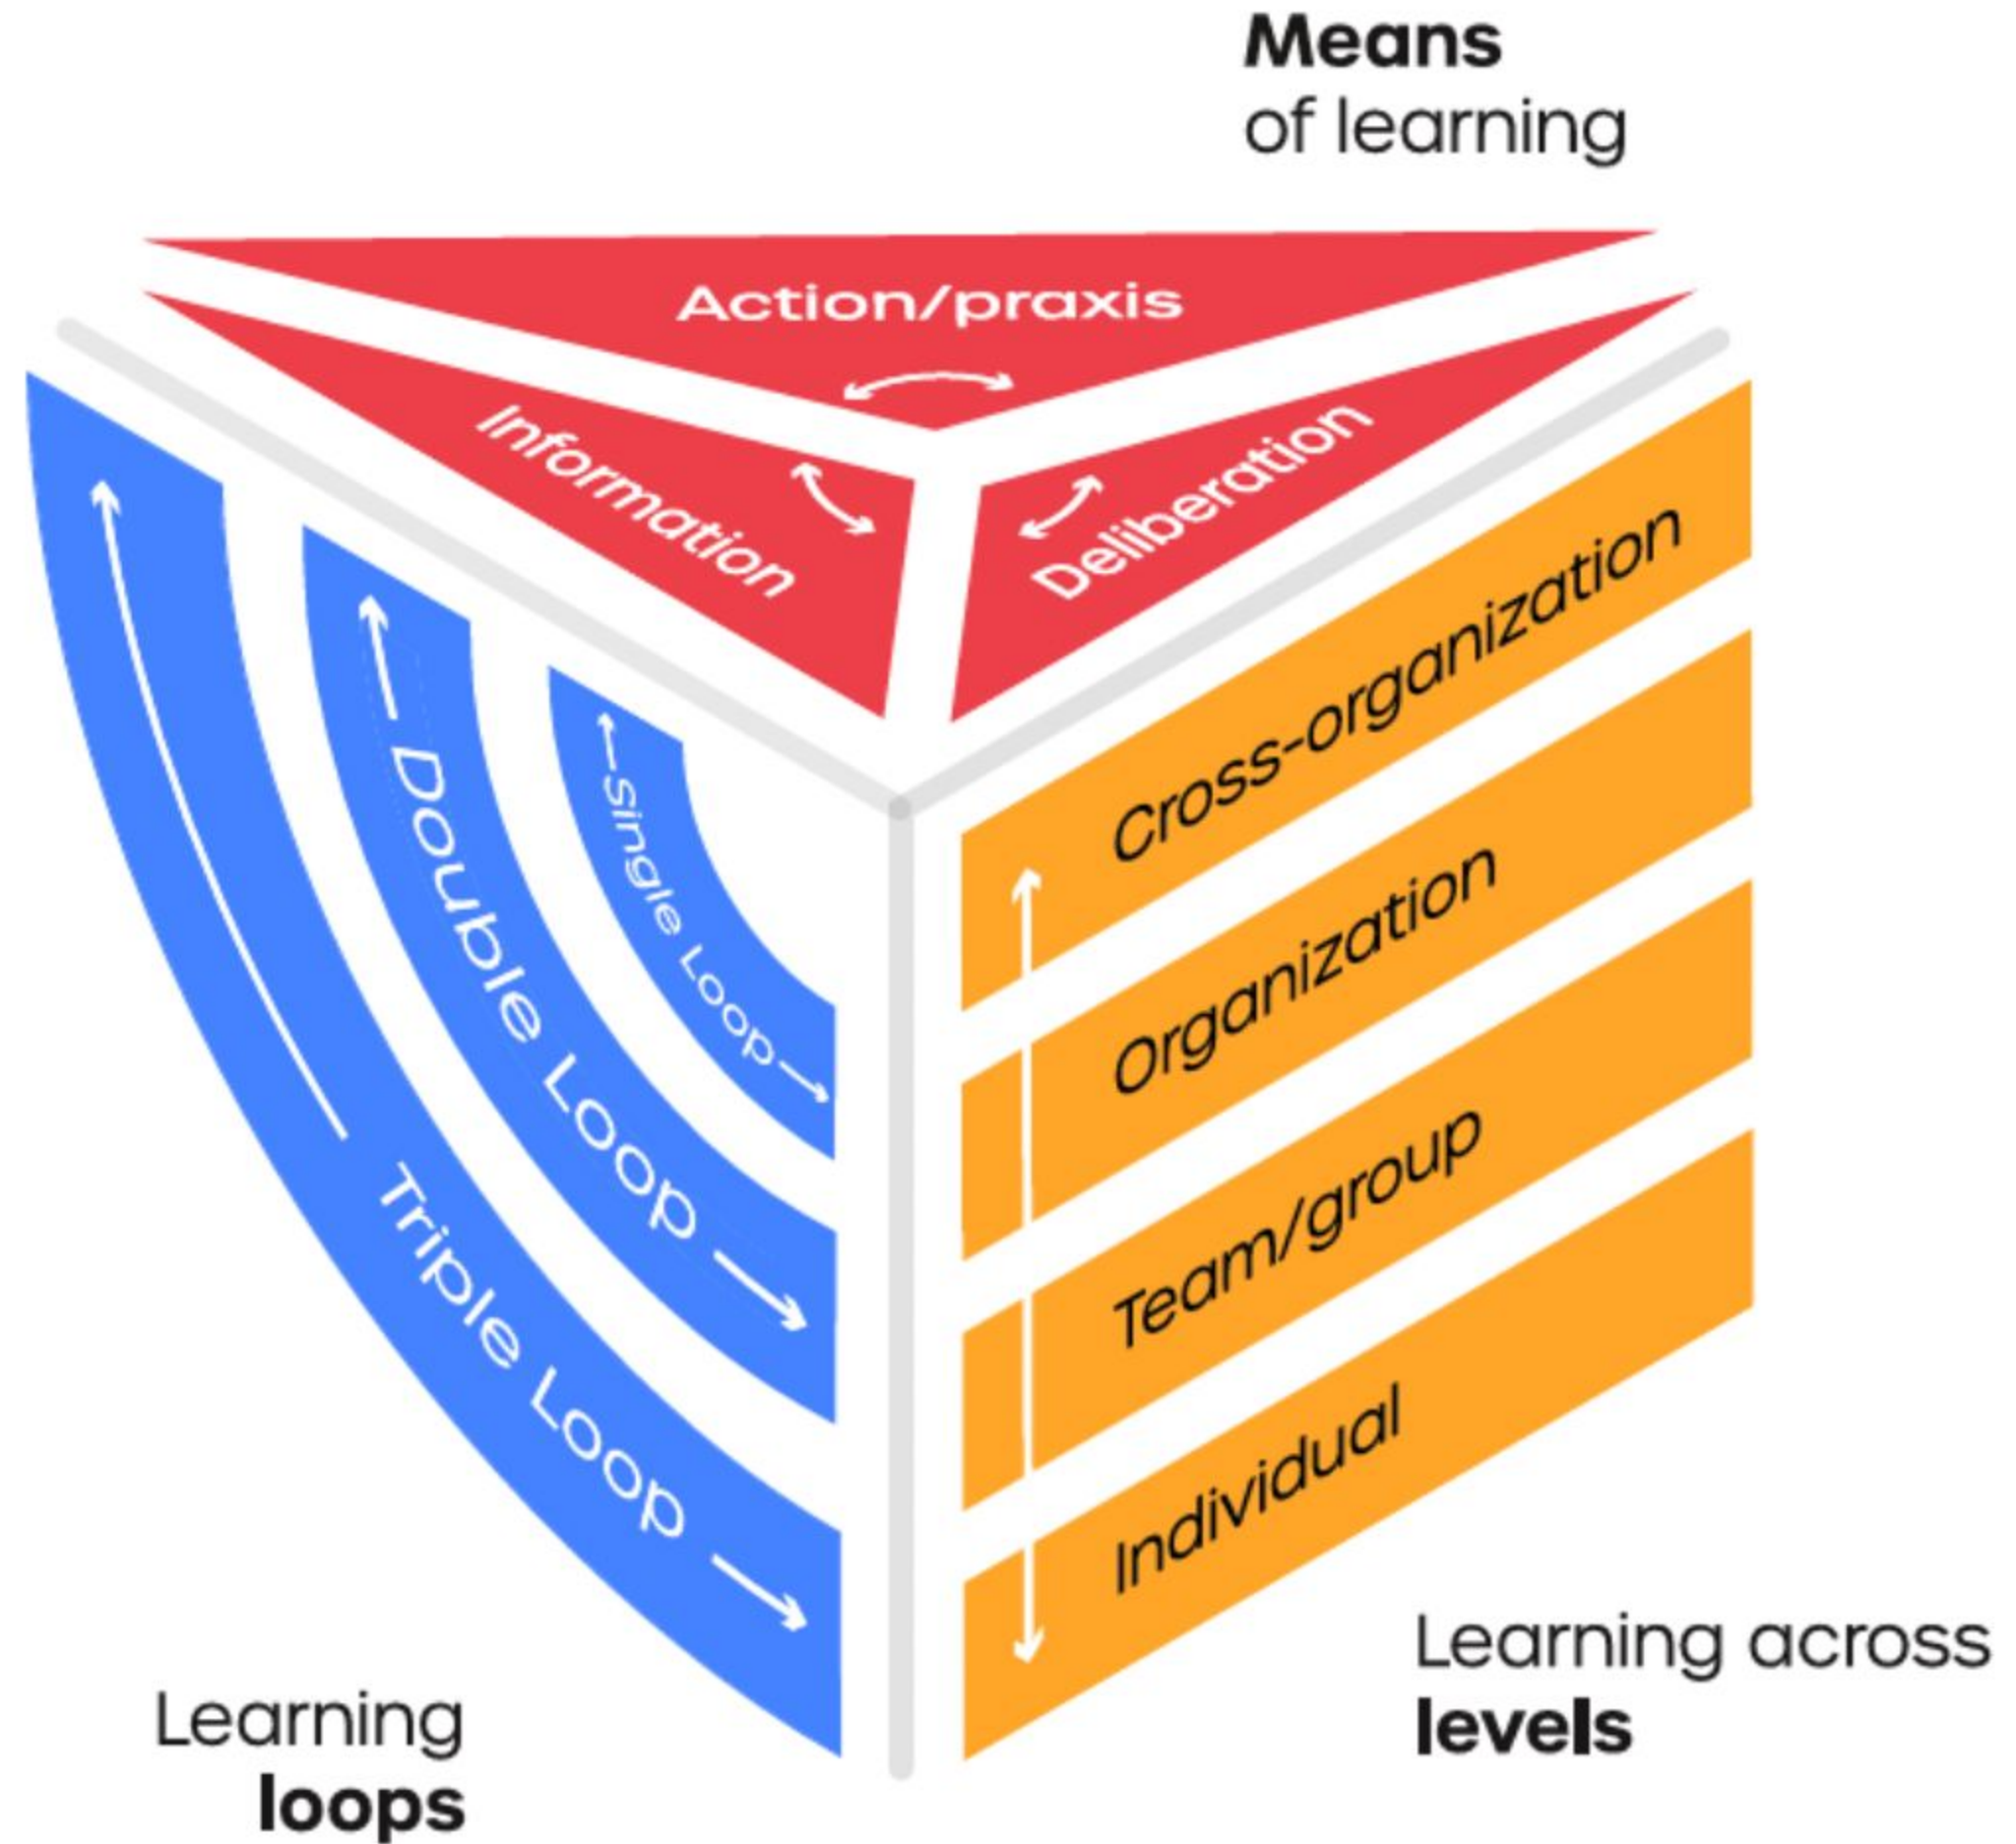 Means
of learning
Action/praxis
Information
Deliberation
Single Loop
Double Loop
Triple Loop
Cross-organization
Organization
Team/group
Individual
Learning
loops
Learning across
levels